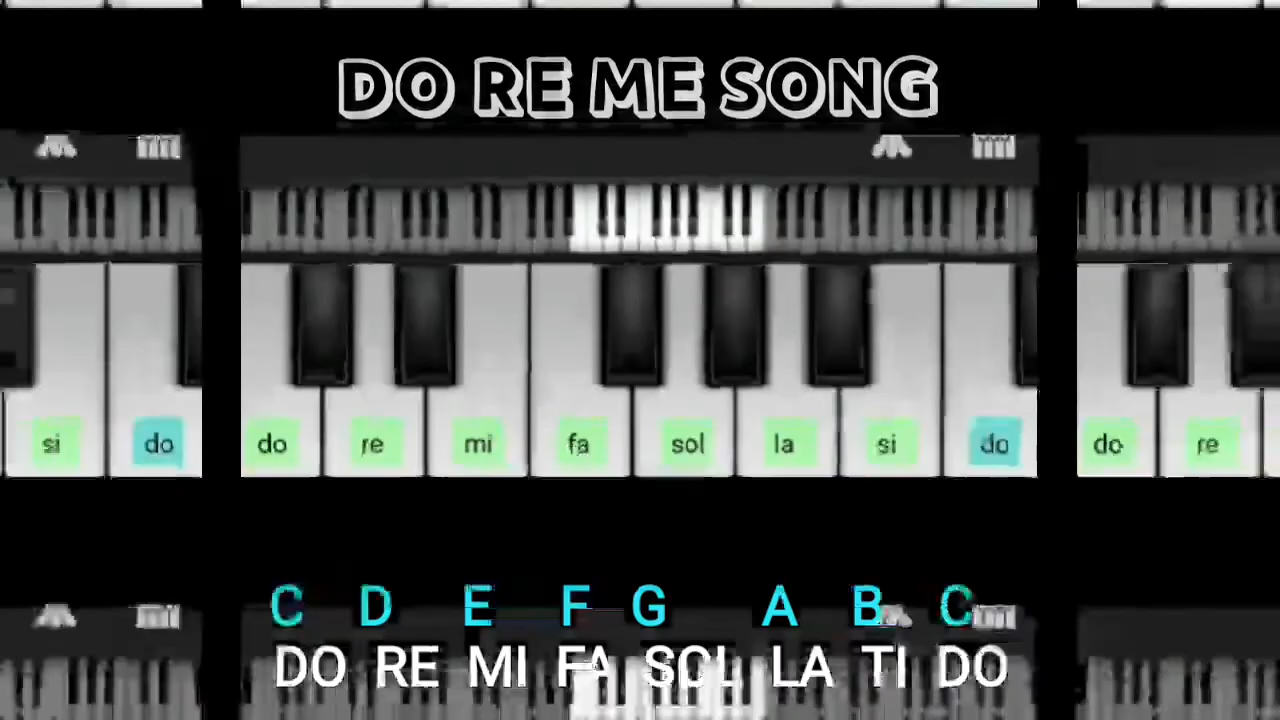 DO RE ME SONG
si do do re mi fa sol la si do do re
C D E F G A B C
DO RE MI FA SOL LA TI DO